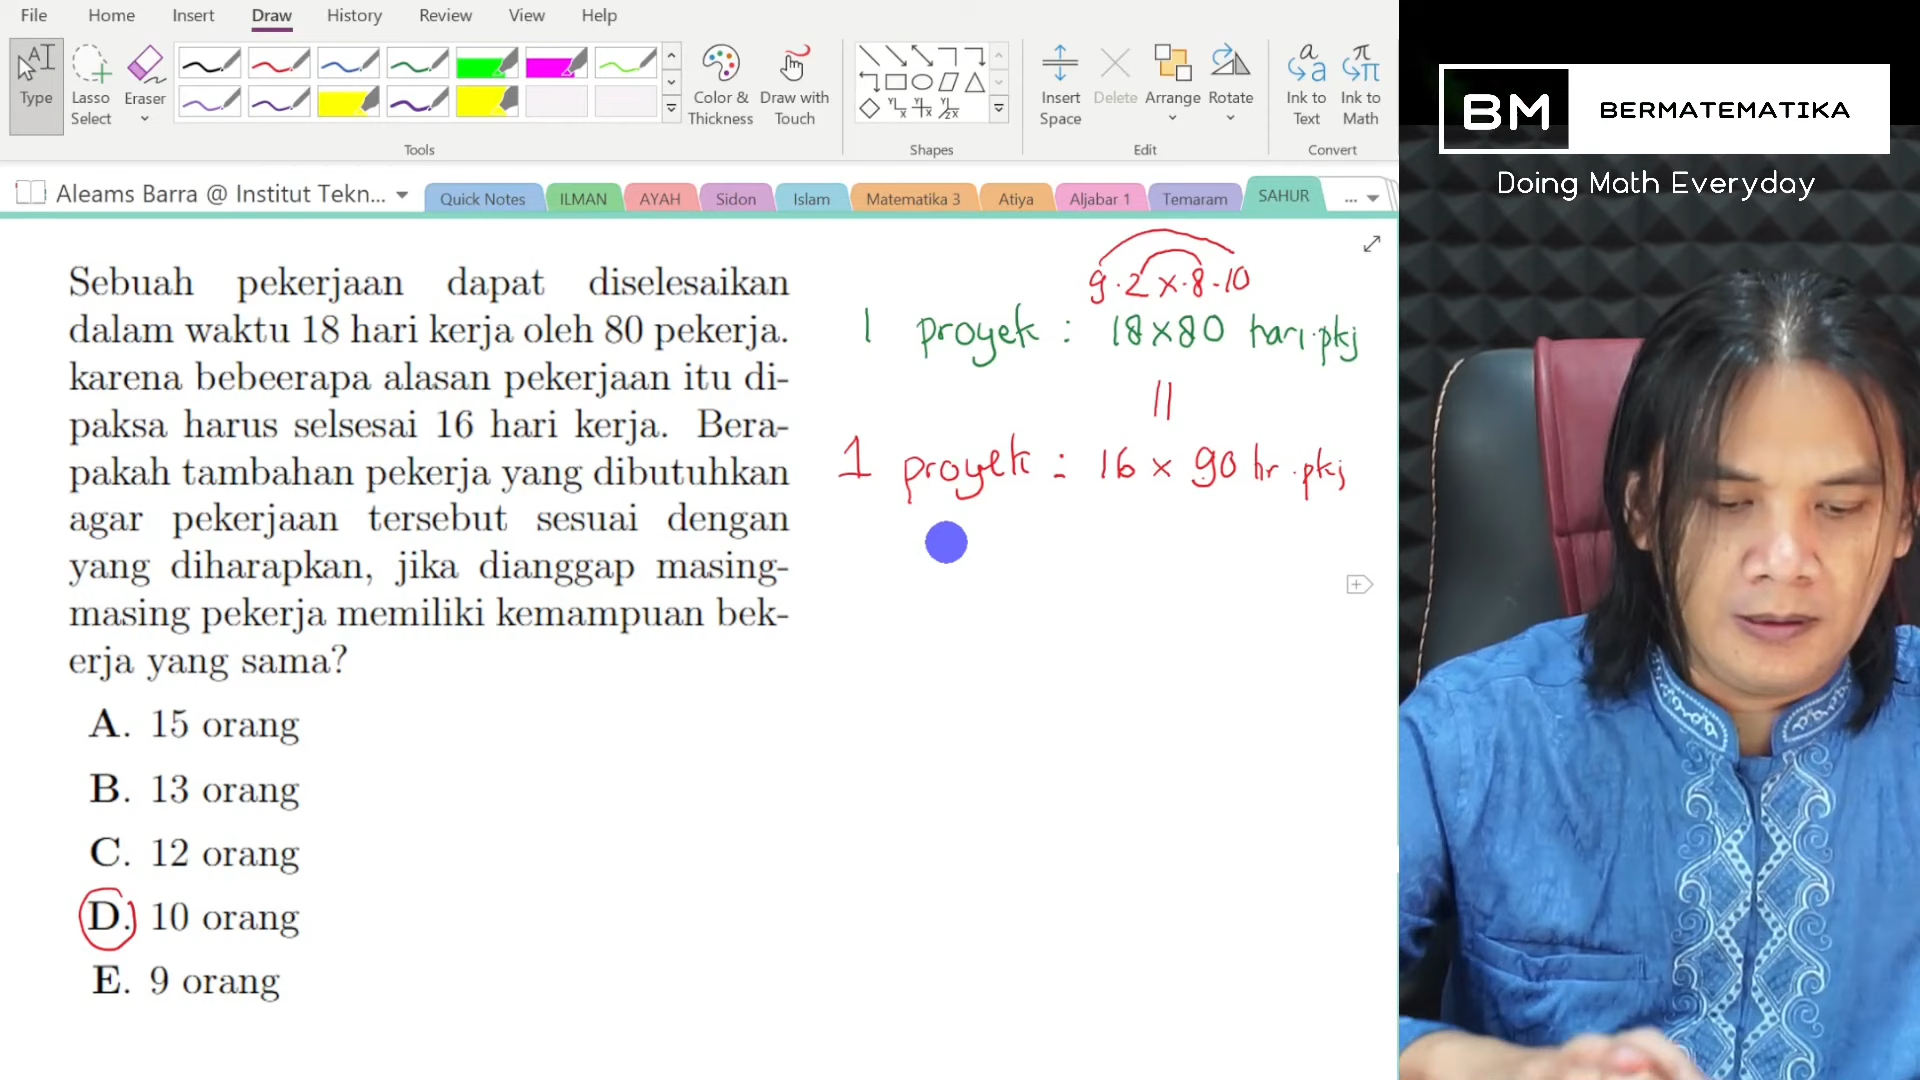 File Home Insert Draw History Review View Help
Type
Lasso Select
Eraser
Color & Thickness
Draw with Touch
Insert Space
Delete
Arrange
Rotate
Ink to Text
Ink to Math
Tools Shapes Edit Convert
Aleams Barra @ Institut Tekn... Quick Notes ILMAN AYAH Sidon Islam Matematika 3 Atiya Aljabar 1 Temaram SAHUR ...
BM BERMATEMATIKA
Doing Math Everyday
Sebuah pekerjaan dapat diselesaikan
dalam waktu 18 hari kerja oleh 80 pekerja.
karena bebeerapa alasan pekerjaan itu di-
paksa harus selsesai 16 hari kerja. Bera-
pakah tambahan pekerja yang dibutuhkan
agar pekerjaan tersebut sesuai dengan
yang diharapkan, jika dianggap masing-
masing pekerja memiliki kemampuan bek-
erja yang sama?
A. 15 orang
B. 13 orang
C. 12 orang
D. 10 orang
E. 9 orang
9.2 x.8.10
1 proyek : 18x80 hari.pkj
||
1 proyek : 16 x 90 hr.pkj